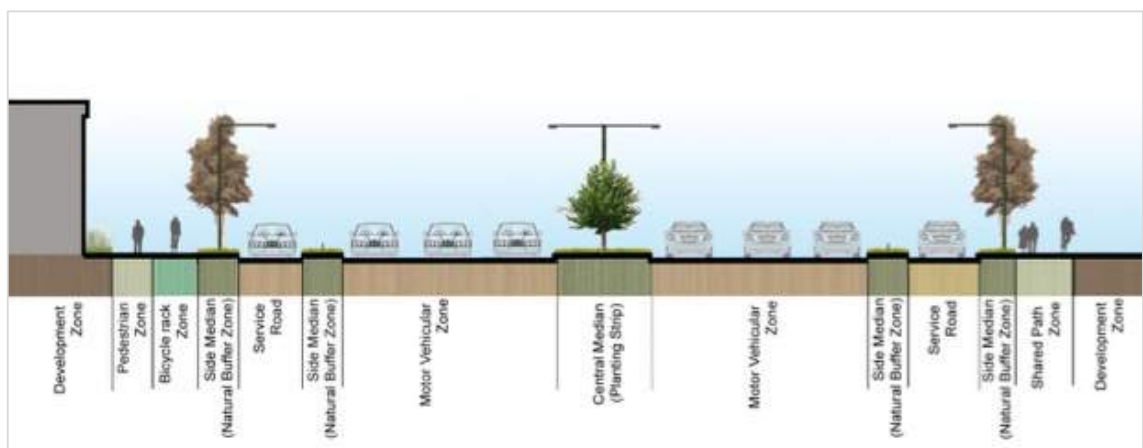 Development
Zone
Pedestrian
Zone
Bicycle rack
Zone
Side Median
(Natural Buffer Zone)
Service
Road
Side Median
(Natural Buffer Zone)
Motor Vehicular
Zone
Central Median
(Planting Strip)
Motor Vehicular
Zone
Side Median
(Natural Buffer Zone)
Service
Road
Side Median
(Natural Buffer Zone)
Shared Path
Zone
Development
Zone